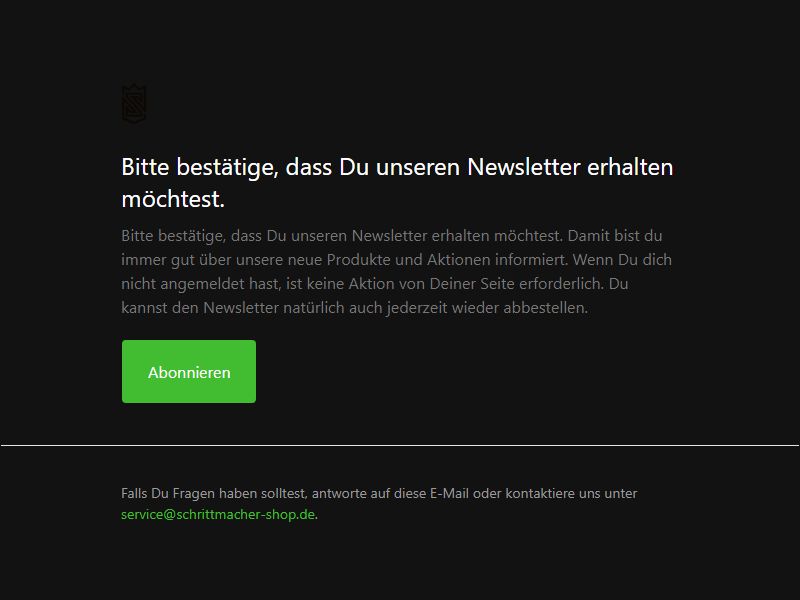 Bitte bestätige, dass Du unseren Newsletter erhalten
möchtest.
Bitte bestätige, dass Du unseren Newsletter erhalten möchtest. Damit bist du
immer gut über unsere neue Produkte und Aktionen informiert. Wenn Du dich
nicht angemeldet hast, ist keine Aktion von Deiner Seite erforderlich. Du
kannst den Newsletter natürlich auch jederzeit wieder abbestellen.
Abonnieren
Falls Du Fragen haben solltest, antworte auf diese E-Mail oder kontaktiere uns unter
service@schrittmacher-shop.de.